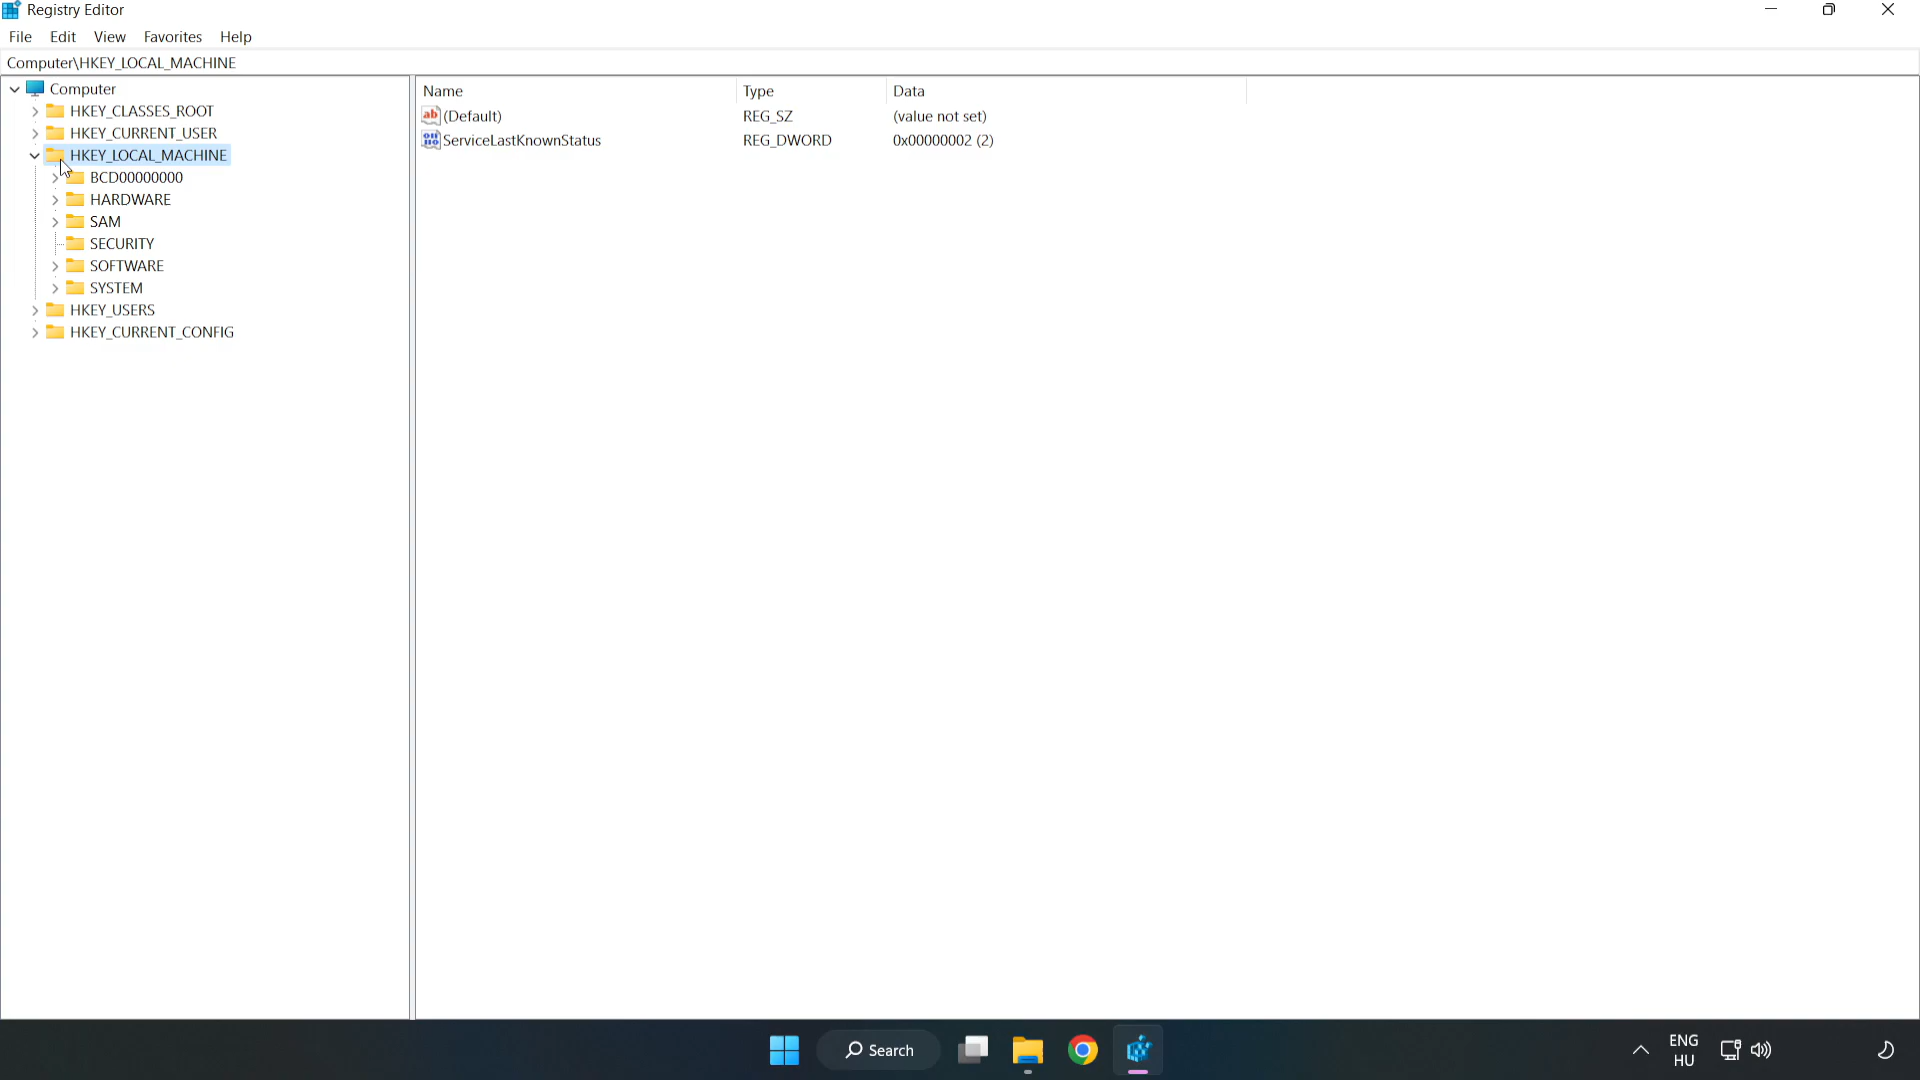 Registry Editor
File Edit View Favorites Help
Computer\HKEY_LOCAL_MACHINE
Computer
HKEY_CLASSES_ROOT
HKEY_CURRENT_USER
HKEY_LOCAL_MACHINE
BCD00000000
HARDWARE
SAM
SECURITY
SOFTWARE
SYSTEM
HKEY_USERS
HKEY_CURRENT_CONFIG
Name Type Data
(Default) REG_SZ (value not set)
ServiceLastKnownStatus REG_DWORD 0x00000002 (2)
Search
ENG
HU